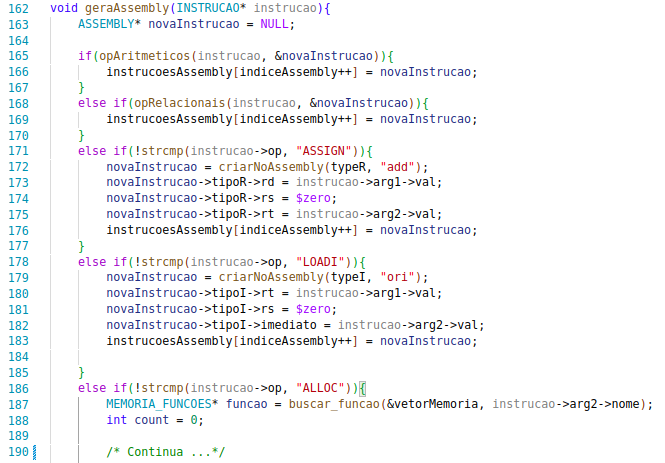 162 void geraAssembly(INSTRUCAO* instrucao){
163     ASSEMBLY* novaInstrucao = NULL;
164
165     if(opAritmeticos(instrucao, &novaInstrucao)){
166         instrucoesAssembly[indiceAssembly++] = novaInstrucao;
167     }
168     else if(opRelacionais(instrucao, &novaInstrucao)){
169         instrucoesAssembly[indiceAssembly++] = novaInstrucao;
170     }
171     else if(!strcmp(instrucao->op, "ASSIGN")){
172         novaInstrucao = criarNoAssembly(typeR, "add");
173         novaInstrucao->tipoR->rd = instrucao->arg1->val;
174         novaInstrucao->tipoR->rs = $zero;
175         novaInstrucao->tipoR->rt = instrucao->arg2->val;
176         instrucoesAssembly[indiceAssembly++] = novaInstrucao;
177     }
178     else if(!strcmp(instrucao->op, "LOADI")){
179         novaInstrucao = criarNoAssembly(typeI, "ori");
180         novaInstrucao->tipoI->rt = instrucao->arg1->val;
181         novaInstrucao->tipoI->rs = $zero;
182         novaInstrucao->tipoI->imediato = instrucao->arg2->val;
183         instrucoesAssembly[indiceAssembly++] = novaInstrucao;
184
185     }
186     else if(!strcmp(instrucao->op, "ALLOC")){
187         MEMORIA_FUNCOES* funcao = buscar_funcao(&vetorMemoria, instrucao->arg2->nome);
188         int count = 0;
189
190         /* Continua ...*/